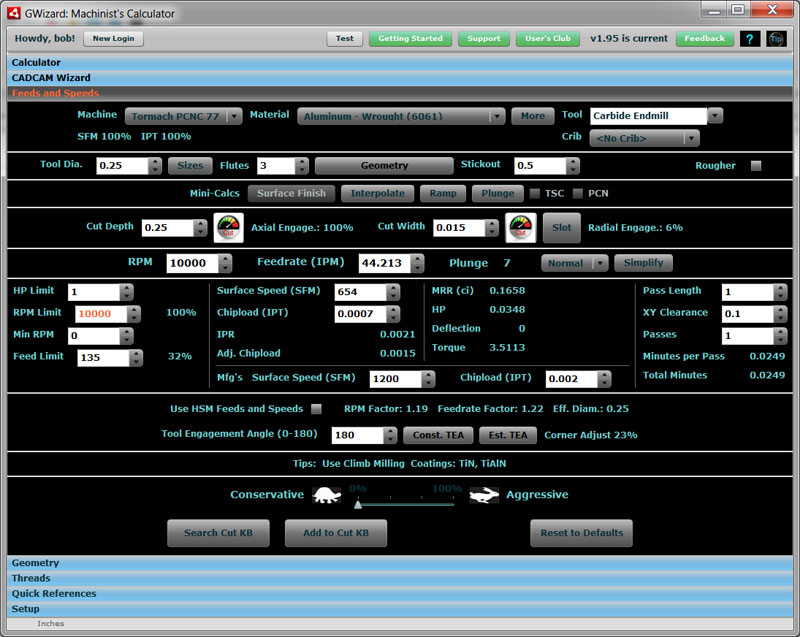 GWizard: Machinist's Calculator
Howdy, bob! New Login Test Getting Started Support User's Club v1.95 is current Feedback ? Tip
Calculator
CADCAM Wizard
Feeds and Speeds
Machine Tormach PCNC 77 Material Aluminum - Wrought (6061) More Tool Carbide Endmill
SFM 100% IPT 100% Crib <No Crib>
Tool Dia. 0.25 Sizes Flutes 3 Geometry Stickout 0.5 Rougher
Mini-Calcs Surface Finish Interpolate Ramp Plunge TSC PCN
Cut Depth 0.25 Cut Axial Engage.: 100% Cut Width 0.015 Cut Slot Radial Engage.: 6%
RPM 10000 Feedrate (IPM) 44.213 Plunge 7 Normal Simplify
HP Limit 1 Surface Speed (SFM) 654 MRR (ci) 0.1658 Pass Length 1
RPM Limit 10000 100% Chipload (IPT) 0.0007 HP 0.0348 XY Clearance 0.1
Min RPM 0 IPR 0.0021 Deflection 0 Passes 1
Feed Limit 135 32% Adj. Chipload 0.0015 Torque 3.5113 Minutes per Pass 0.0249
Mfg's Surface Speed (SFM) 1200 Chipload (IPT) 0.002 Total Minutes 0.0249
Use HSM Feeds and Speeds RPM Factor: 1.19 Feedrate Factor: 1.22 Eff. Diam.: 0.25
Tool Engagement Angle (0-180) 180 Const. TEA Est. TEA Corner Adjust 23%
Tips: Use Climb Milling Coatings: TiN, TiAlN
Conservative 0% 100% Aggressive
Search Cut KB Add to Cut KB Reset to Defaults
Geometry
Threads
Quick References
Setup
Inches